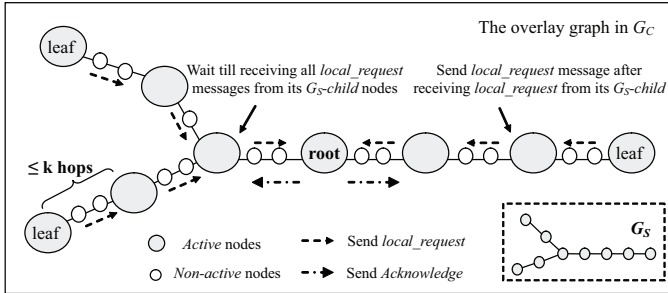 The overlay graph in G_C
leaf
Wait till receiving all local_request
messages from its G_S-child nodes
Send local_request message after
receiving local_request from its G_S-child
≤ k hops
root
leaf
leaf
G_S
Active nodes
Send local_request
Non-active nodes
Send Acknowledge